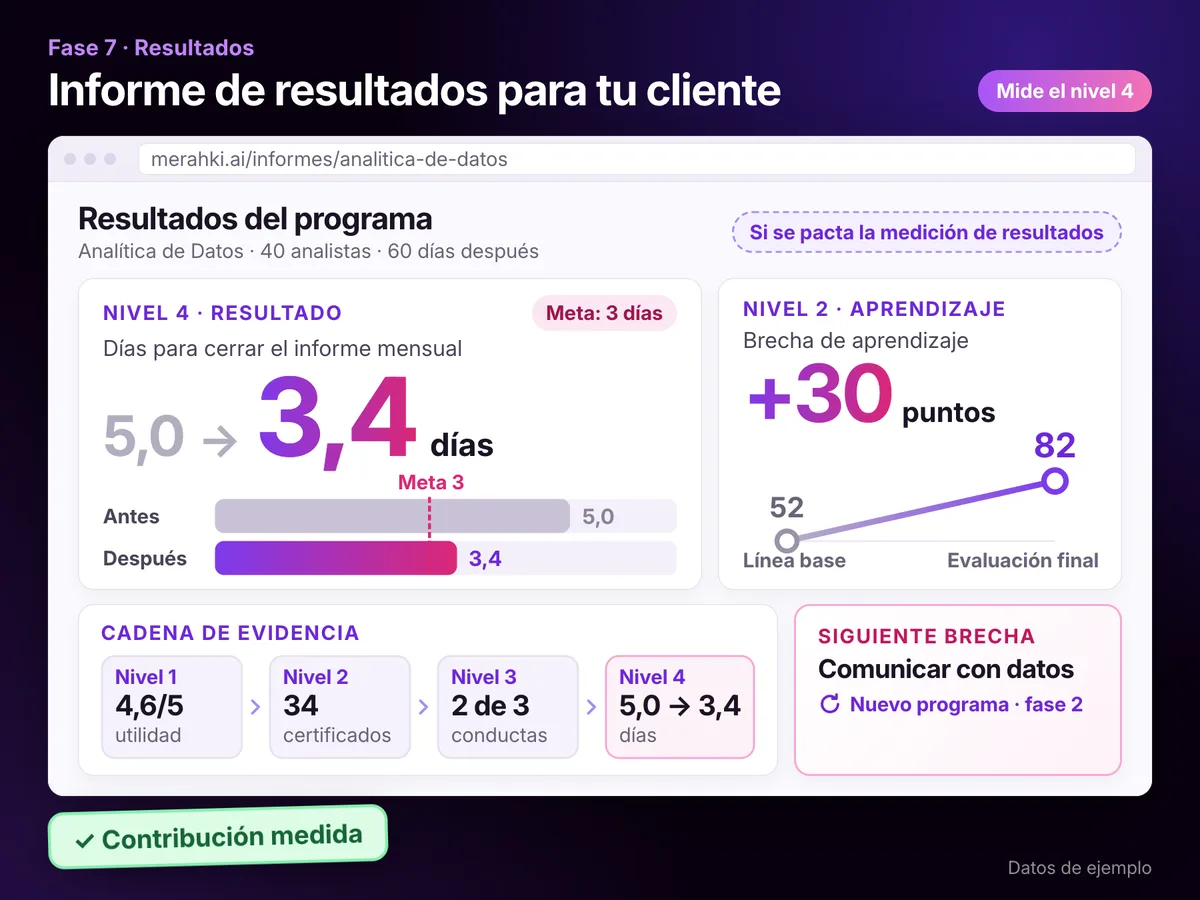 Fase 7 · Resultados
Informe de resultados para tu cliente
Mide el nivel 4
merahki.ai/informes/analitica-de-datos
Resultados del programa
Analítica de Datos · 40 analistas · 60 días después
Si se pacta la medición de resultados
NIVEL 4 · RESULTADO
Meta: 3 días
Días para cerrar el informe mensual
5,0 → 3,4 días
Meta 3
Antes
5,0
Después
3,4
NIVEL 2 · APRENDIZAJE
Brecha de aprendizaje
+30 puntos
82
52
Línea base
Evaluación final
CADENA DE EVIDENCIA
Nivel 1
4,6/5
utilidad
Nivel 2
34
certificados
Nivel 3
2 de 3
conductas
Nivel 4
5,0 → 3,4
días
SIGUIENTE BRECHA
Comunicar con datos
Nuevo programa · fase 2
✓ Contribución medida
Datos de ejemplo